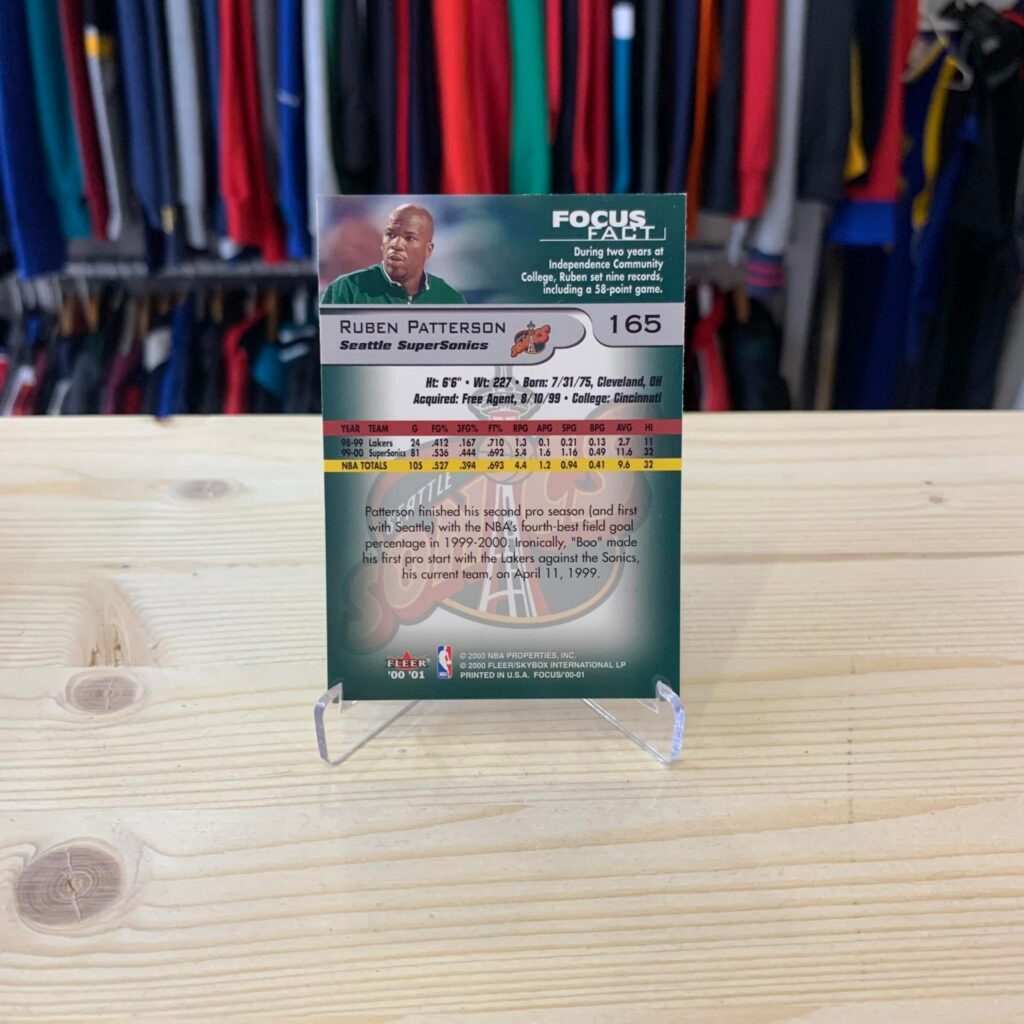 FOCUS
FACT
During two years at
Independence Community
College, Ruben set nine records,
including a 58-point game.
RUBEN PATTERSON
Seattle SuperSonics
165
Ht: 6'6" • Wt: 227 • Born: 7/31/75, Cleveland, OH
Acquired: Free Agent, 8/10/99 • College: Cincinnati
YEAR TEAM G FG% 3FG% FT% RPG APG SPG BPG AVG HI
98-99 Lakers 24 .412 .167 .710 1.3 0.1 0.21 0.13 2.7 11
99-00 SuperSonics 81 .536 .444 .692 5.4 1.6 1.16 0.49 11.6 32
NBA TOTALS 105 .527 .394 .693 4.4 1.2 0.94 0.41 9.6 32
SEATTLE
SONICS
Patterson finished his second pro season (and first
with Seattle) with the NBA's fourth-best field goal
percentage in 1999-2000. Ironically, "Boo" made
his first pro start with the Lakers against the Sonics,
his current team, on April 11, 1999.
FLEER
'00 '01
NBA
© 2000 NBA PROPERTIES, INC.
© 2000 FLEER/SKYBOX INTERNATIONAL LP
PRINTED IN U.S.A. FOCUS/'00-01